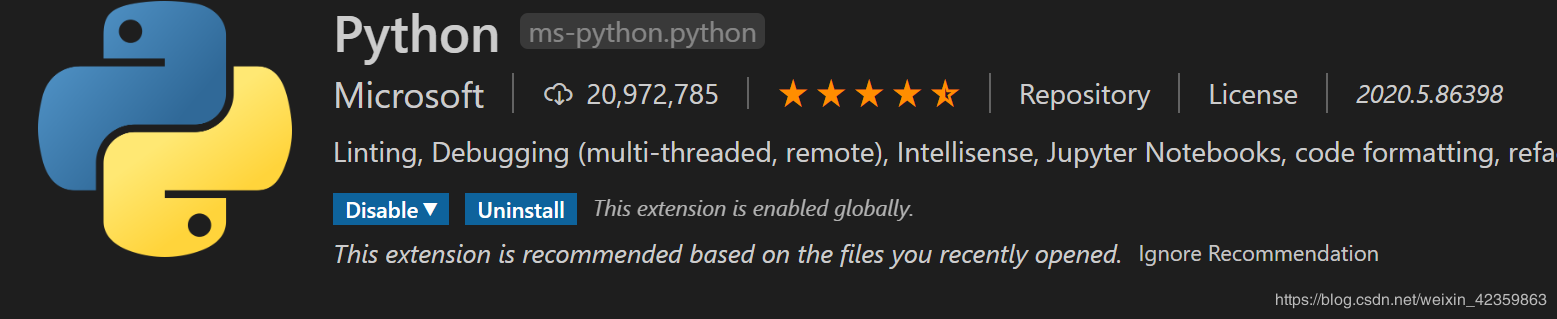 Python ms-python.python
Microsoft 20,972,785 Repository License 2020.5.86398
Linting, Debugging (multi-threaded, remote), Intellisense, Jupyter Notebooks, code formatting, refa
Disable Uninstall This extension is enabled globally.
This extension is recommended based on the files you recently opened. Ignore Recommendation
https://blog.csdn.net/weixin_42359863